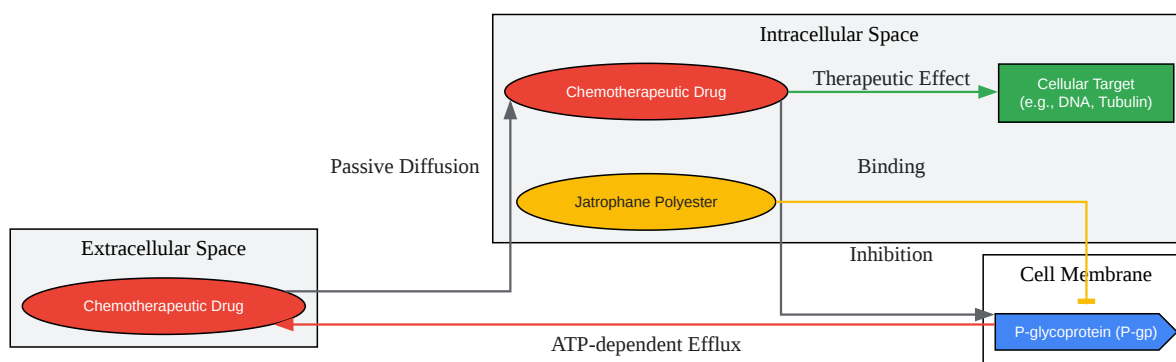 Intracellular Space
Chemotherapeutic Drug
Therapeutic Effect
Cellular Target
(e.g., DNA, Tubulin)
Passive Diffusion
Binding
Jatrophane Polyester
Extracellular Space
Inhibition
Cell Membrane
Chemotherapeutic Drug
P-glycoprotein (P-gp)
ATP-dependent Efflux